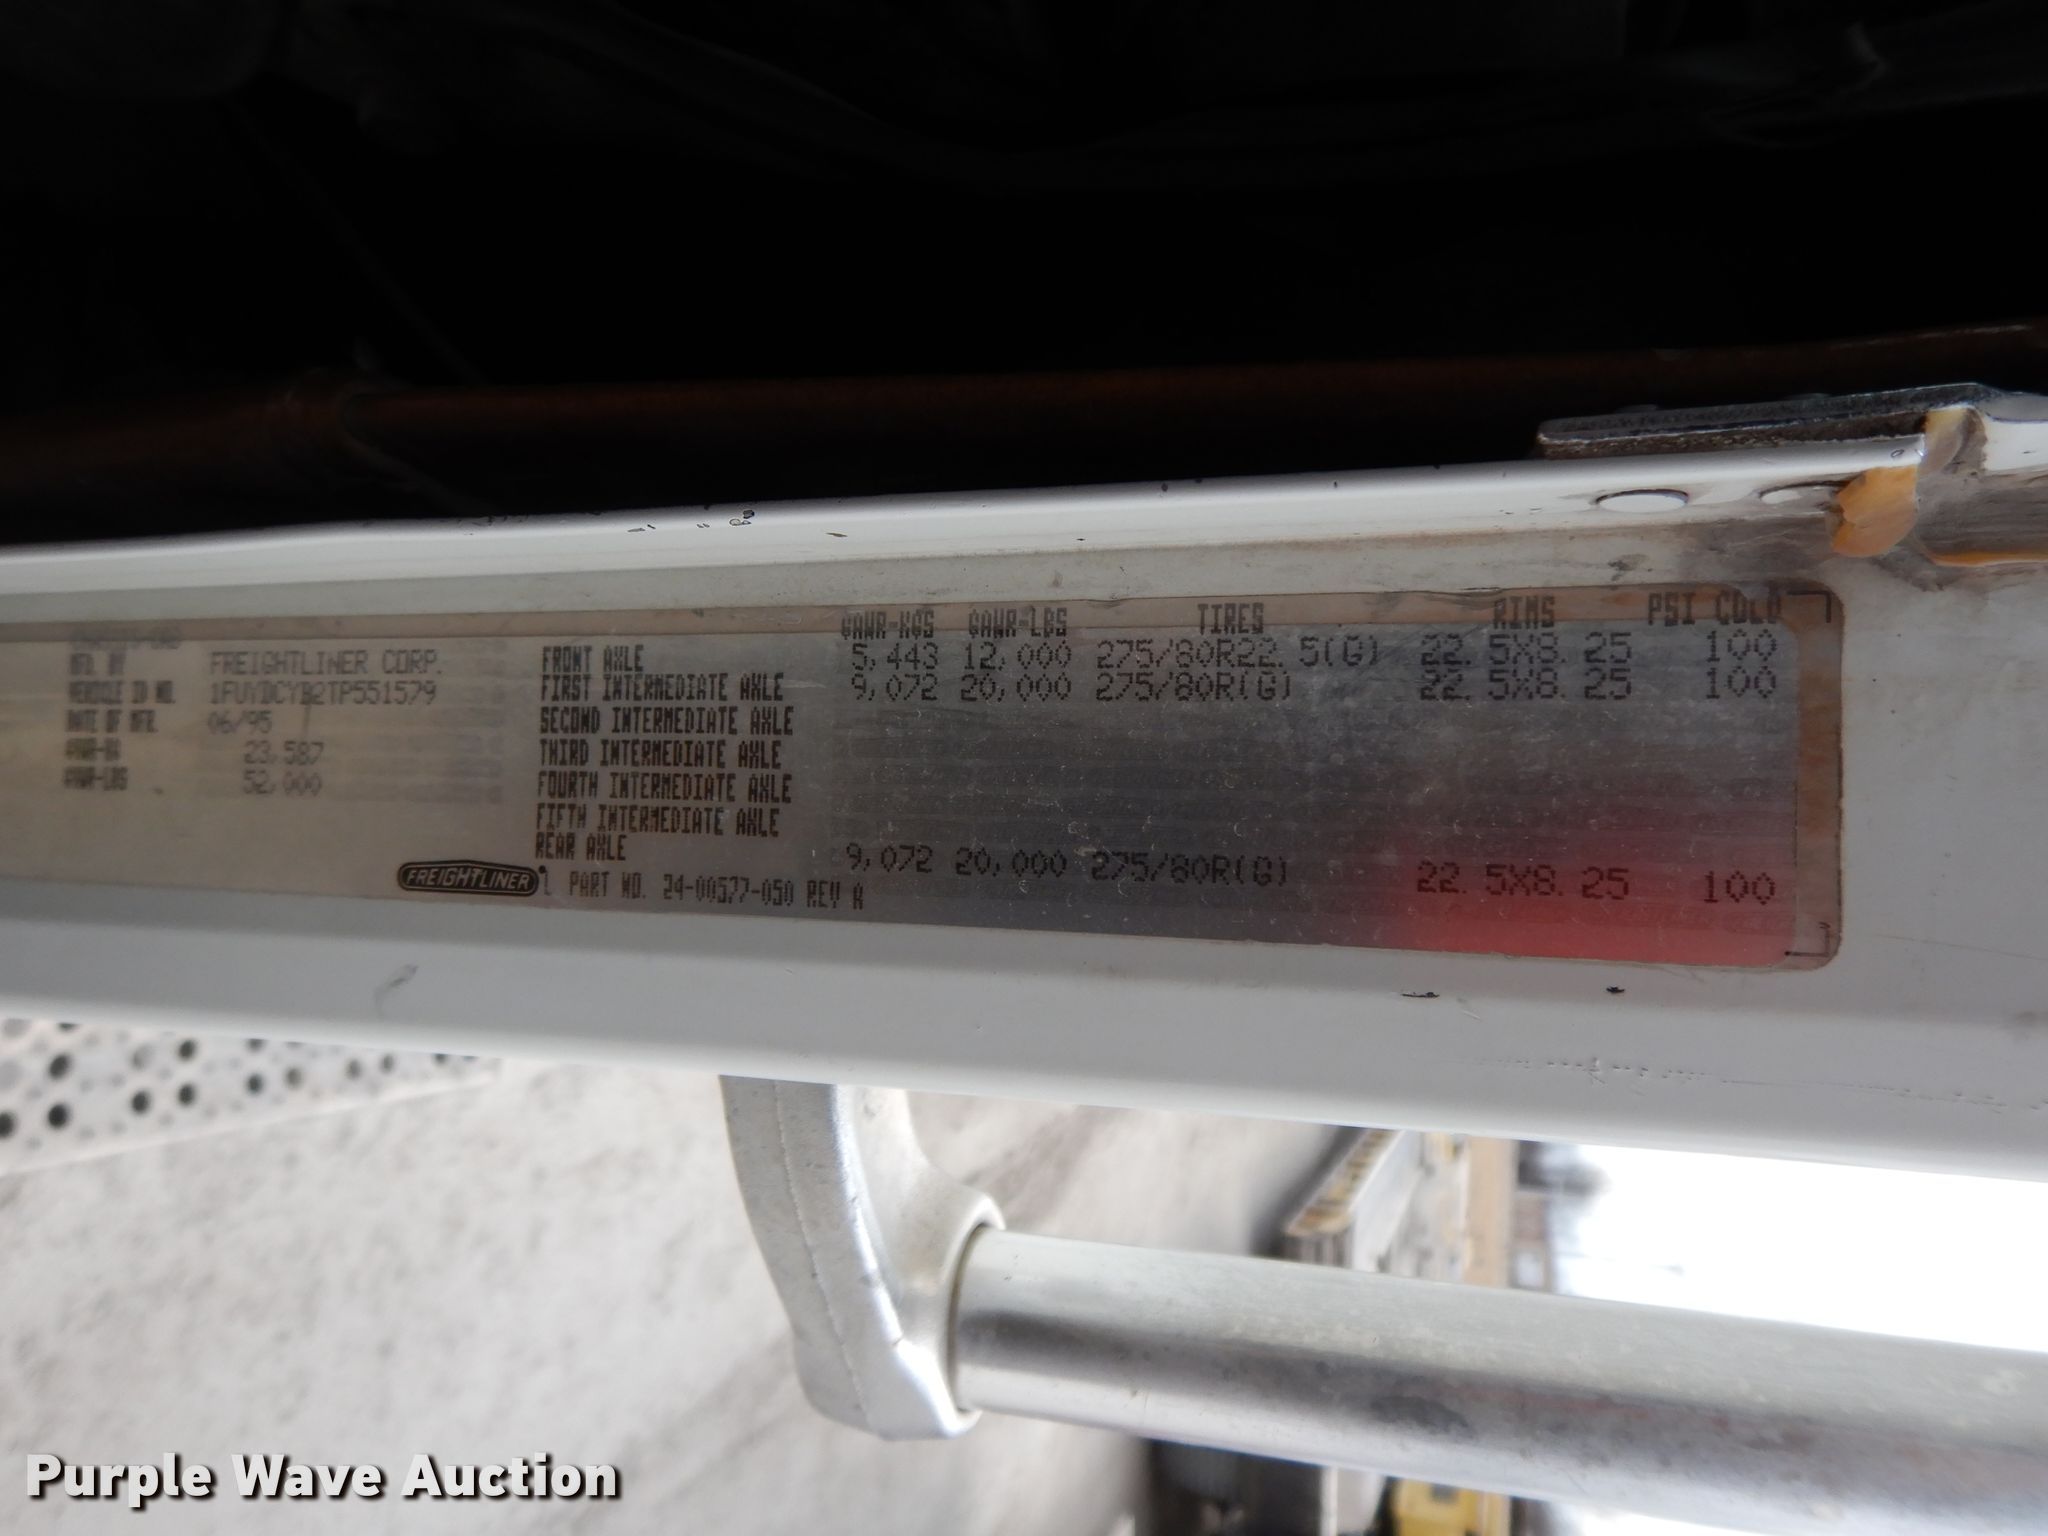 GAWR-KGS GAWR-LBS TIRES RIMS PSI COLD
MFD. BY FREIGHTLINER CORP.
VEHICLE ID NO. 1FUYDCYB2TP551579
DATE OF MFR. 06/95
23,587
52,000
FRONT AXLE 5,443 12,000 275/80R22.5(G) 22.5X8.25 100
FIRST INTERMEDIATE AXLE 9,072 20,000 275/80R(G) 22.5X8.25 100
SECOND INTERMEDIATE AXLE
THIRD INTERMEDIATE AXLE
FOURTH INTERMEDIATE AXLE
FIFTH INTERMEDIATE AXLE
REAR AXLE 9,072 20,000 275/80R(G) 22.5X8.25 100
FREIGHTLINER PART NO. 24-00577-050 REV A
Purple Wave Auction